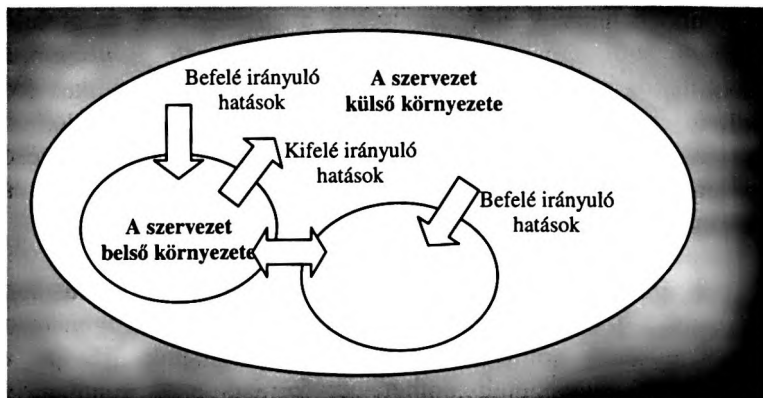 Befelé irányuló
hatások
A szervezet
külső környezete
Kifelé irányuló
hatások
Befelé irányuló
hatások
A szervezet
belső környezete